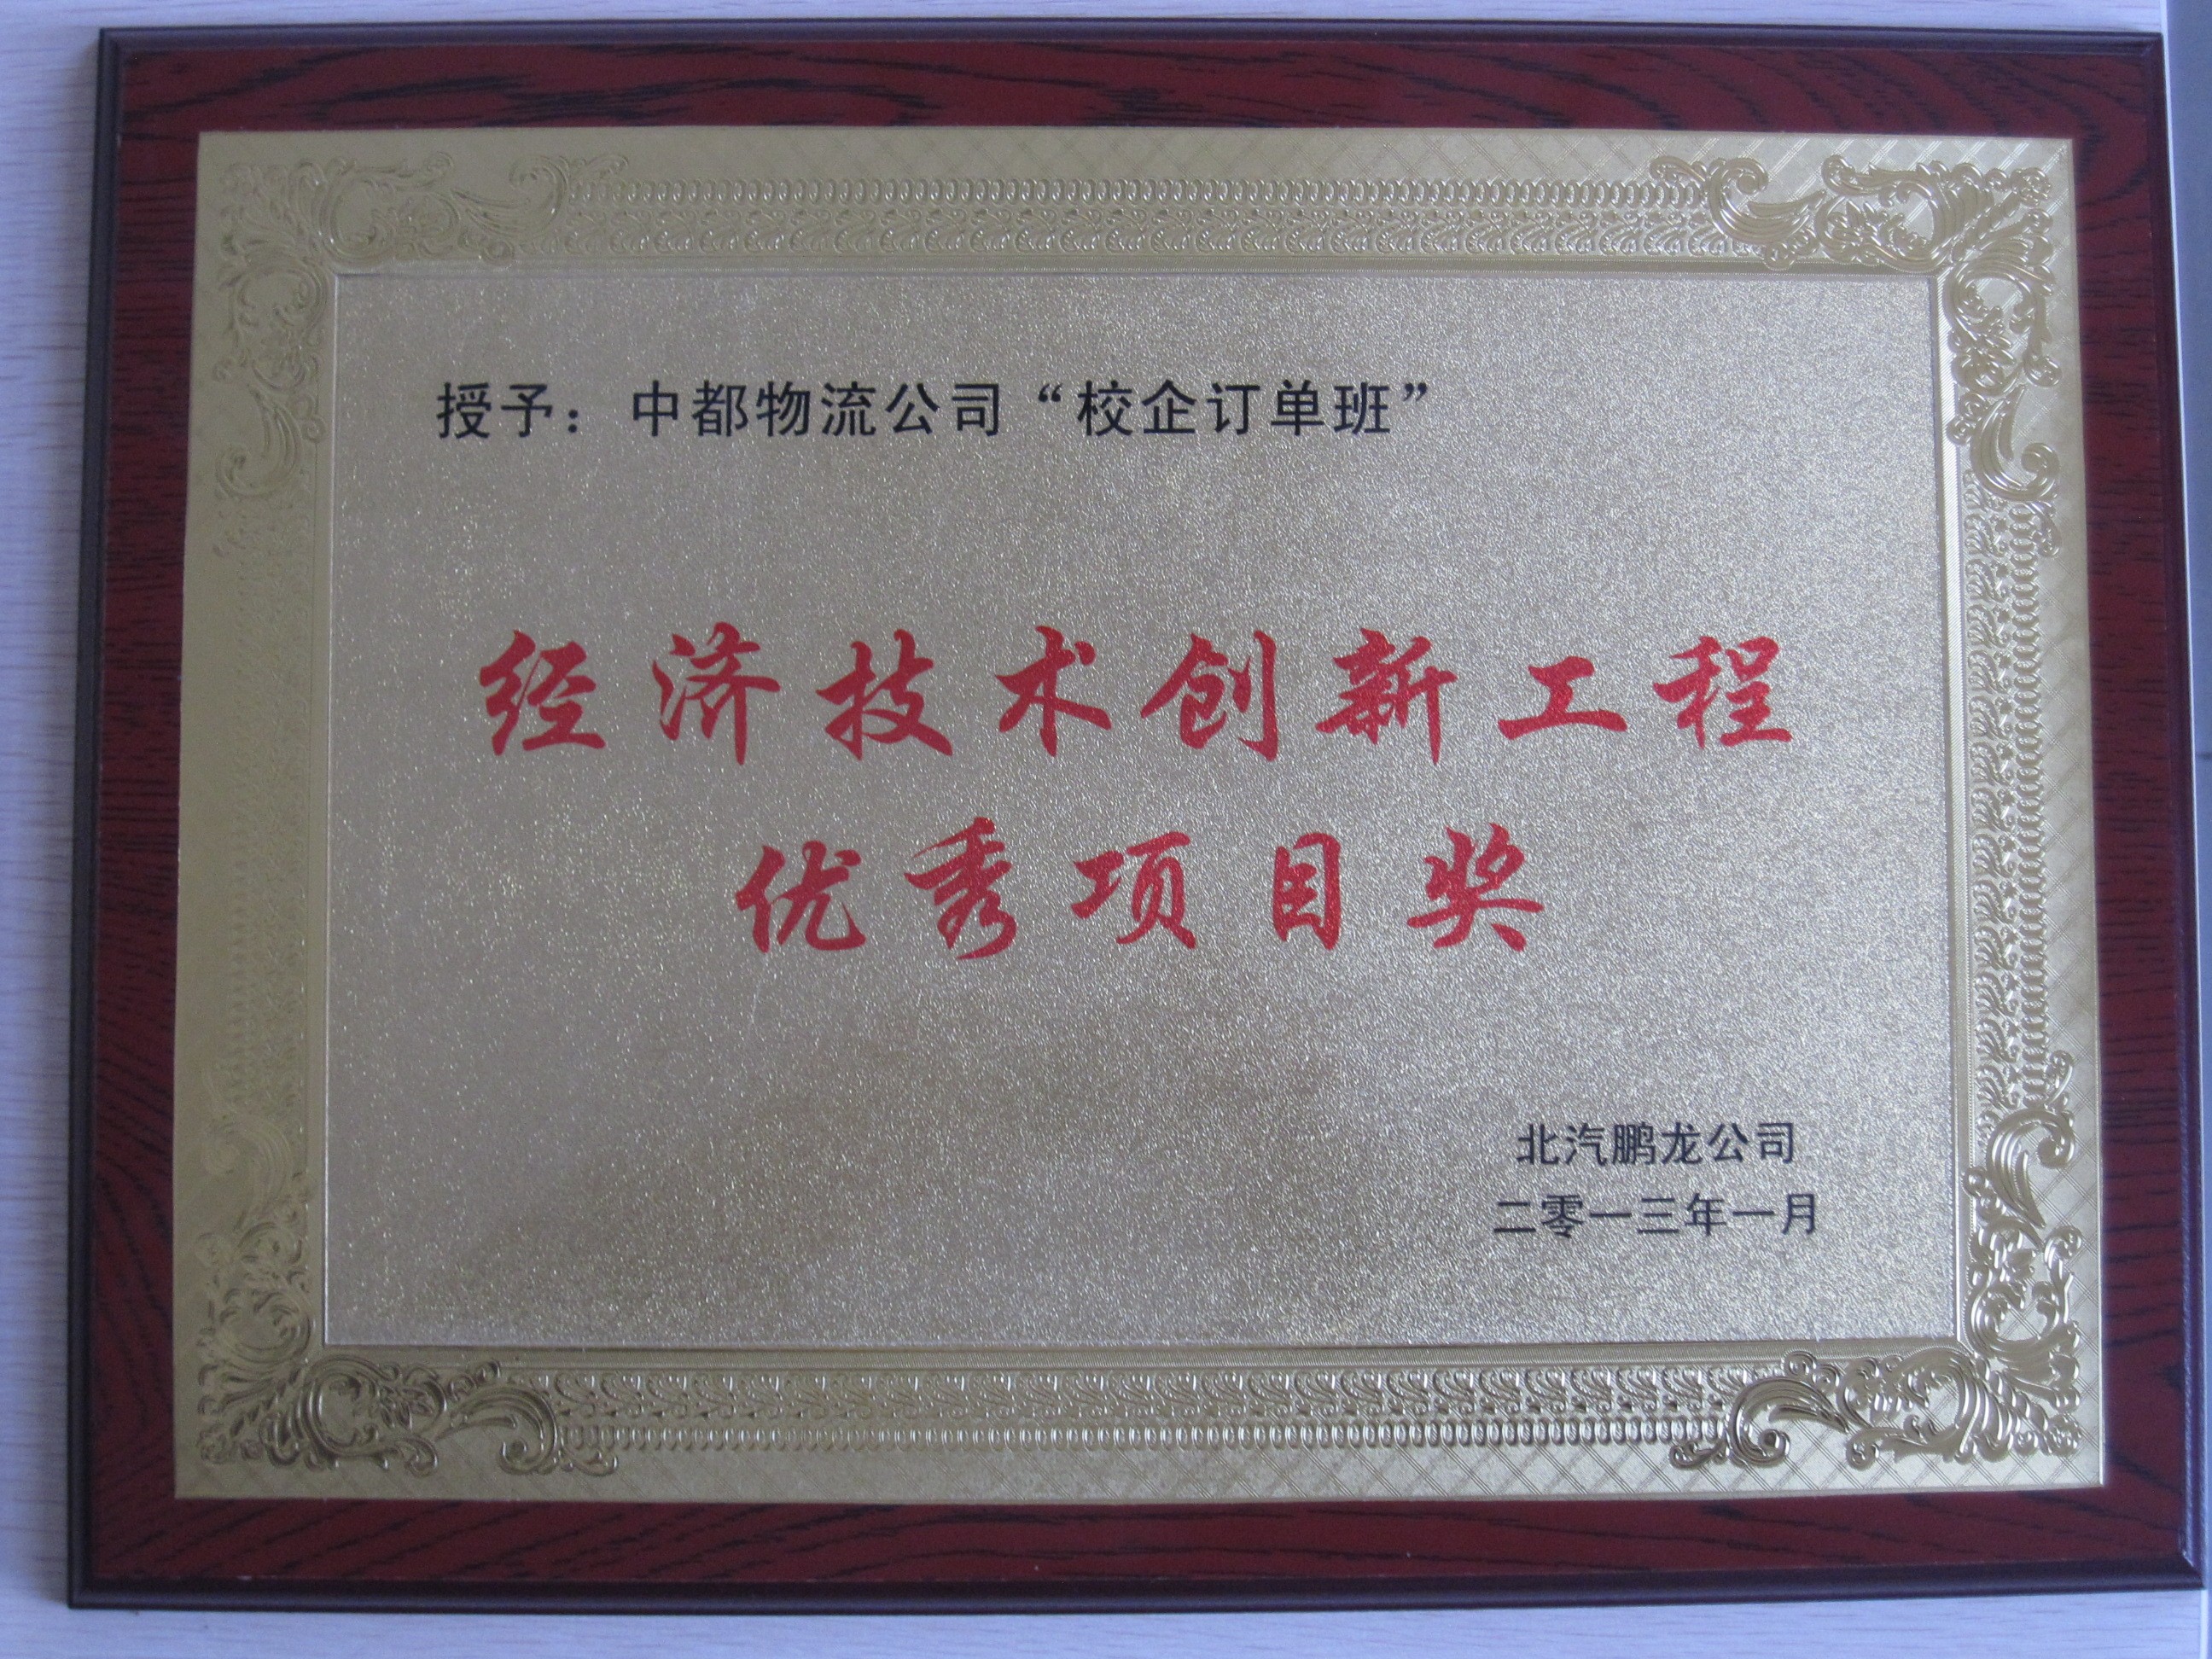 授予：中都物流公司“校企订单班”
经济技术创新工程
优秀项目奖
北汽鹏龙公司
二零一三年一月